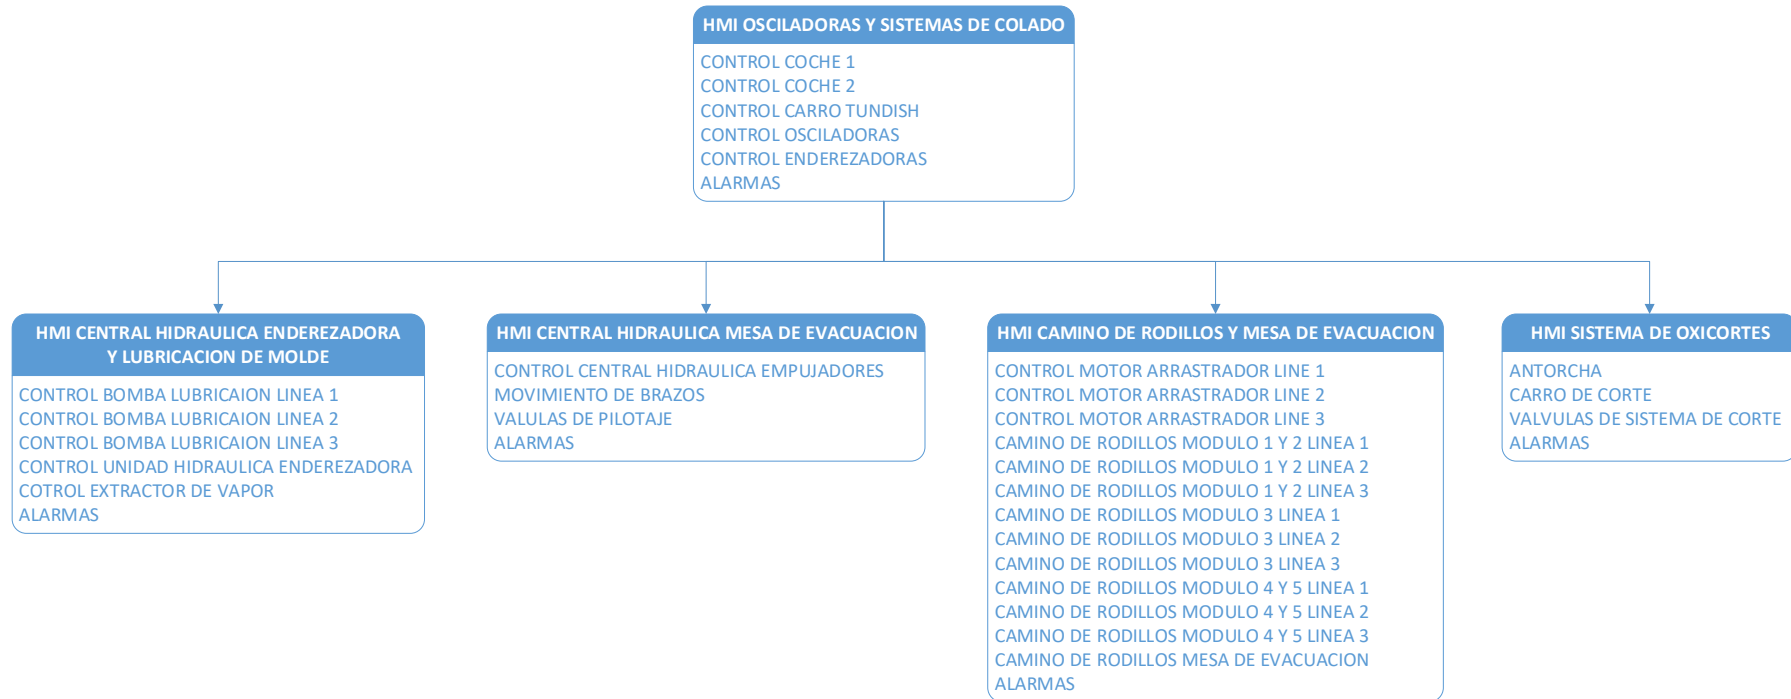 HMI OSCILADORAS Y SISTEMAS DE COLADO
CONTROL COCHE 1
CONTROL COCHE 2
CONTROL CARRO TUNDISH
CONTROL OSCILADORAS
CONTROL ENDEREZADORAS
ALARMAS
HMI CENTRAL HIDRAULICA ENDEREZADORA
Y LUBRICACION DE MOLDE
CONTROL BOMBA LUBRICAION LINEA 1
CONTROL BOMBA LUBRICAION LINEA 2
CONTROL BOMBA LUBRICAION LINEA 3
CONTROL UNIDAD HIDRAULICA ENDEREZADORA
COTROL EXTRACTOR DE VAPOR
ALARMAS
HMI CENTRAL HIDRAULICA MESA DE EVACUACION
CONTROL CENTRAL HIDRAULICA EMPUJADORES
MOVIMIENTO DE BRAZOS
VALULAS DE PILOTAJE
ALARMAS
HMI CAMINO DE RODILLOS Y MESA DE EVACUACION
CONTROL MOTOR ARRASTRADOR LINE 1
CONTROL MOTOR ARRASTRADOR LINE 2
CONTROL MOTOR ARRASTRADOR LINE 3
CAMINO DE RODILLOS MODULO 1 Y 2 LINEA 1
CAMINO DE RODILLOS MODULO 1 Y 2 LINEA 2
CAMINO DE RODILLOS MODULO 1 Y 2 LINEA 3
CAMINO DE RODILLOS MODULO 3 LINEA 1
CAMINO DE RODILLOS MODULO 3 LINEA 2
CAMINO DE RODILLOS MODULO 3 LINEA 3
CAMINO DE RODILLOS MODULO 4 Y 5 LINEA 1
CAMINO DE RODILLOS MODULO 4 Y 5 LINEA 2
CAMINO DE RODILLOS MODULO 4 Y 5 LINEA 3
CAMINO DE RODILLOS MESA DE EVACUACION
ALARMAS
HMI SISTEMA DE OXICORTES
ANTORCHA
CARRO DE CORTE
VALVULAS DE SISTEMA DE CORTE
ALARMAS